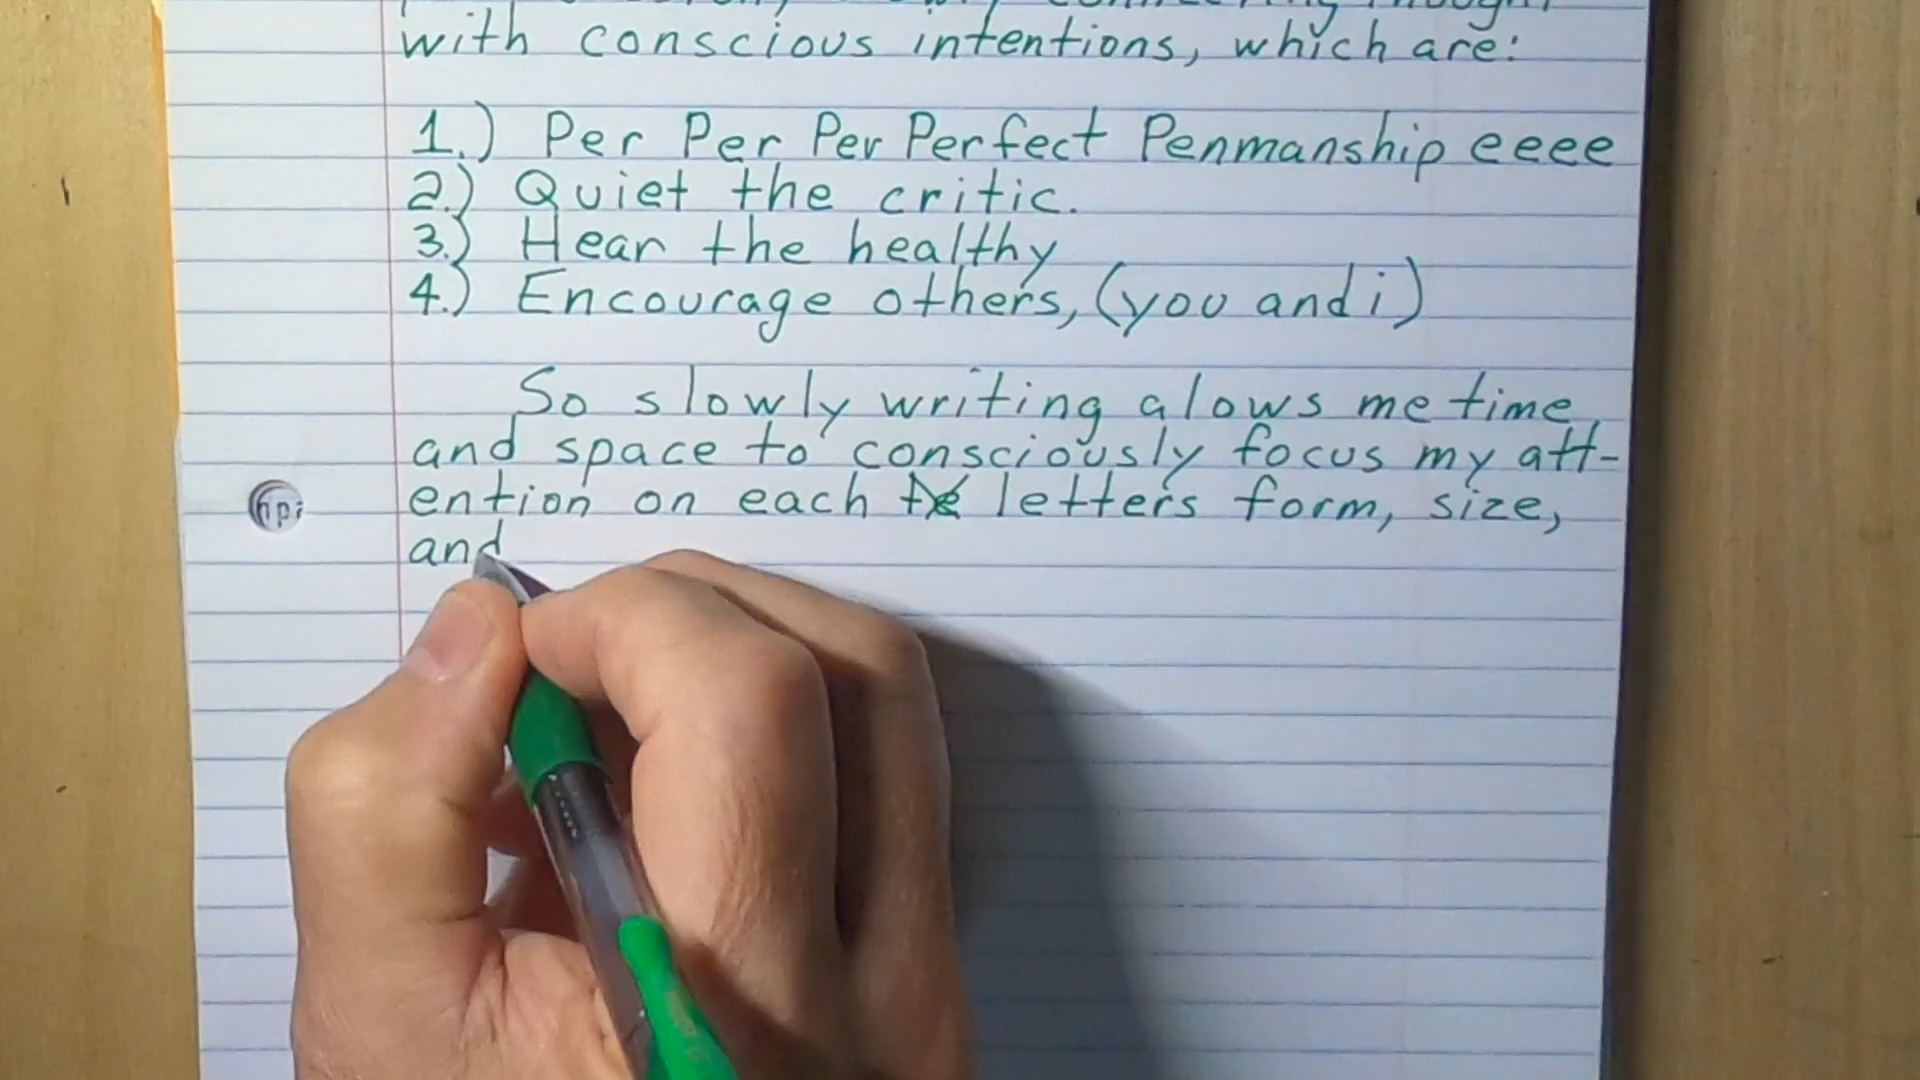 with conscious intentions, which are:
1.) Per Per Per Perfect Penmanship eeee
2.) Quiet the critic.
3.) Hear the healthy
4.) Encourage others, (you and i)
So slowly writing alows me time
and space to consciously focus my att-
ention on each letters form, size,
and